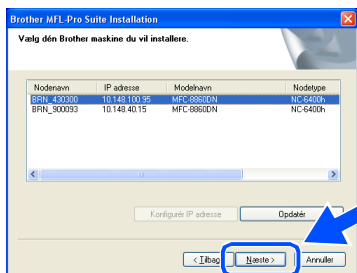 Brother MFL-Pro Suite Installation
Vælg dén Brother maskine du vil installere.
Nodenavn IP adresse Modelnavn Nodetype
BRN_430300 10.148.100.95 MFC-8860DN NC-6400h
BRN_900093 10.148.40.15 MFC-8860DN NC-6400h
Konfigurér IP adresse Opdatér
< Tilbag Næste > Annuller